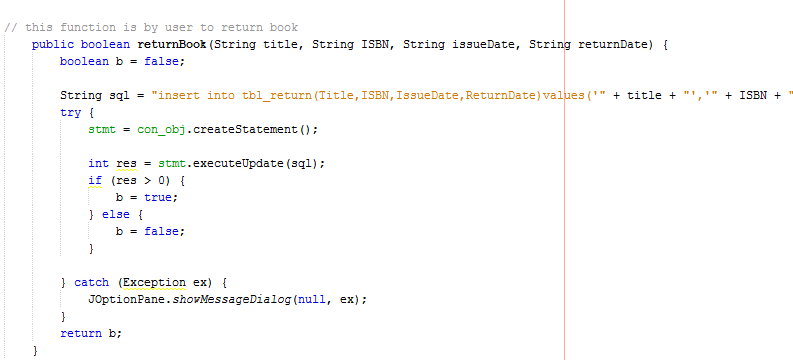 // this function is by user to return book
public boolean returnBook(String title, String ISBN, String issueDate, String returnDate) {
boolean b = false;
String sql = "insert into tbl_return(Title,ISBN,IssueDate,ReturnDate)values('" + title + "','" + ISBN + "
try {
stmt = con_obj.createStatement();
int res = stmt.executeUpdate(sql);
if (res > 0) {
b = true;
} else {
b = false;
}
} catch (Exception ex) {
JOptionPane.showMessageDialog(null, ex);
}
return b;
}